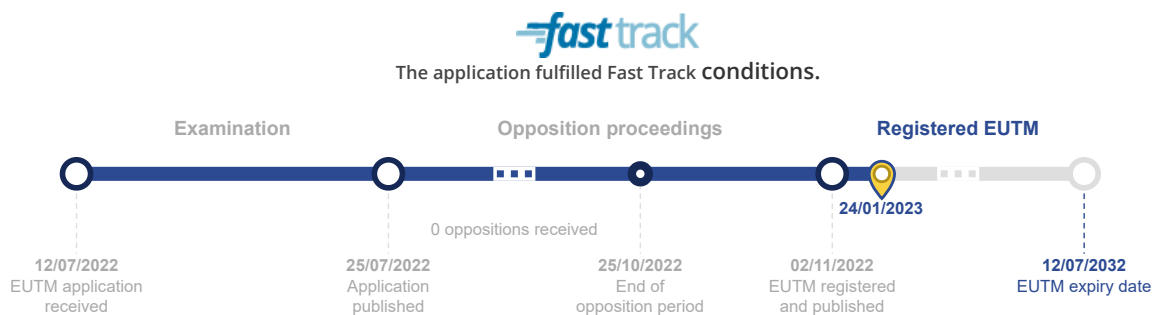 fast track
The application fulfilled Fast Track conditions.
Examination
Opposition proceedings
Registered EUTM
24/01/2023
0 oppositions received
12/07/2022
EUTM application
received
25/07/2022
Application
published
25/10/2022
End of
opposition period
02/11/2022
EUTM registered
and published
12/07/2032
EUTM expiry date